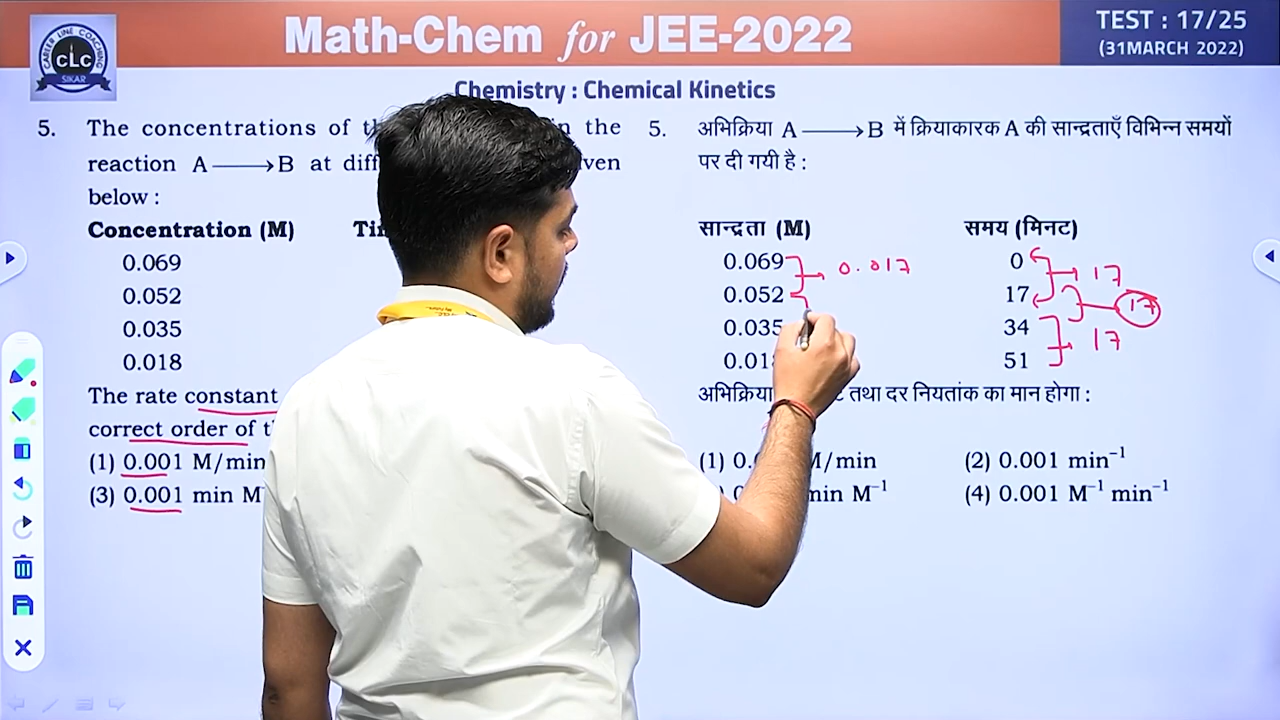 CAREER LINE COACHING
CLC
SIKAR
Math-Chem for JEE-2022
TEST : 17/25
(31MARCH 2022)
Chemistry : Chemical Kinetics
5. The concentrations of in the
reaction A ⟶ B at
below :
Concentration (M)
0.069
0.052
0.035
0.018
The rate constant
correct order of
(1) 0.001 M/min
(3) 0.001 min
5. अभिक्रिया A ⟶ B में क्रियाकारक A की सान्द्रताएँ विभिन्न समयों
पर दी गयी है :
सान्द्रता (M) समय (मिनट)
0.069 0
0.052 17
0.035 34
51
0.017
17
17
17
अभिक्रिया तथा दर नियतांक का मान होगा :
(1) M/min (2) 0.001 min⁻¹
min M⁻¹ (4) 0.001 M⁻¹ min⁻¹